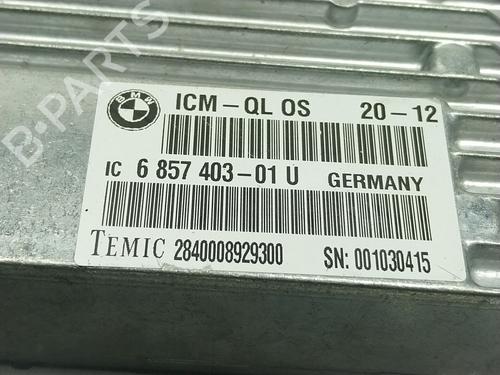 B-PARTS
BMW
ICM-QL OS 20-12
IC 6 857 403-01 U GERMANY
TEMIC 2840008929300 SN: 001030415